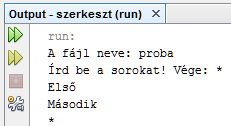 Output - szerkeszt (run)
run:
A fájl neve: proba
Írd be a sorokat! Vége: *
Első
Második
*